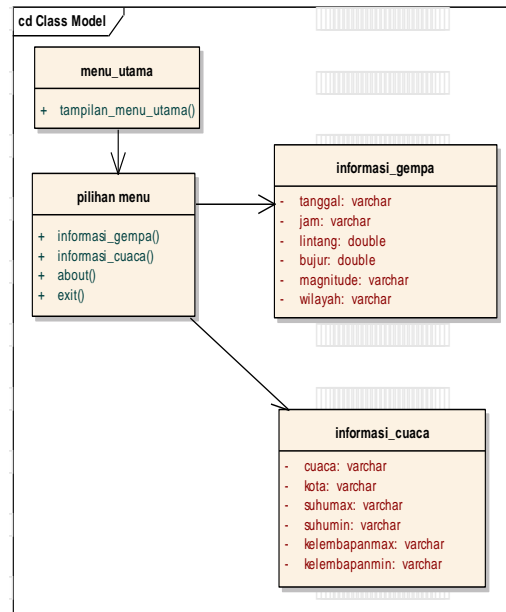 cd Class Model
menu_utama
+ tampilan_menu_utama()
pilihan menu
+ informasi_gempa()
+ informasi_cuaca()
+ about()
+ exit()
informasi_gempa
- tanggal: varchar
- jam: varchar
- lintang: double
- bujur: double
- magnitude: varchar
- wilayah: varchar
informasi_cuaca
- cuaca: varchar
- kota: varchar
- suhumax: varchar
- suhumin: varchar
- kelembapanmax: varchar
- kelembapanmin: varchar